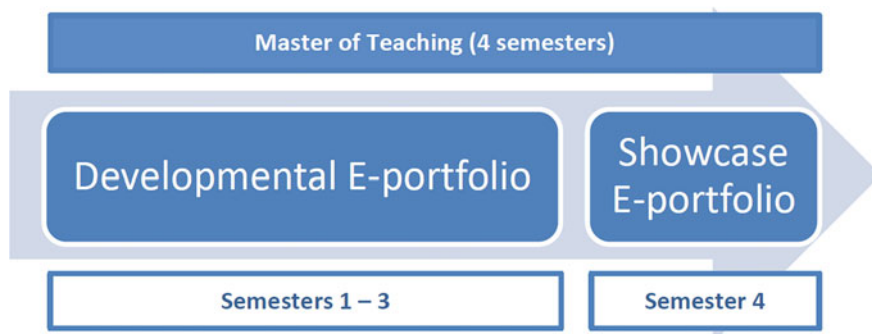 Master of Teaching (4 semesters)
Developmental E-portfolio
Showcase
E-portfolio
Semesters 1 – 3
Semester 4